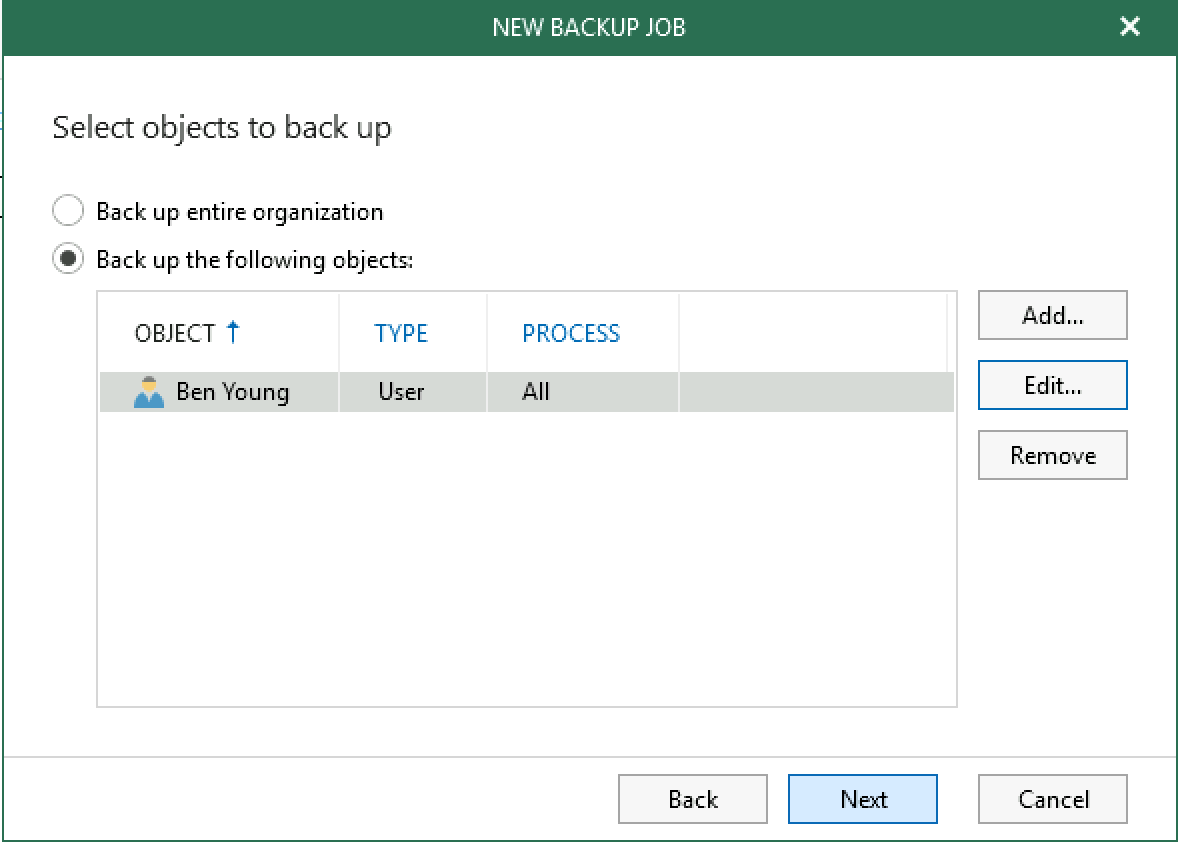 NEW BACKUP JOB
Select objects to back up
Back up entire organization
Back up the following objects:
OBJECT TYPE PROCESS
Ben Young User All
Add...
Edit...
Remove
Back Next Cancel